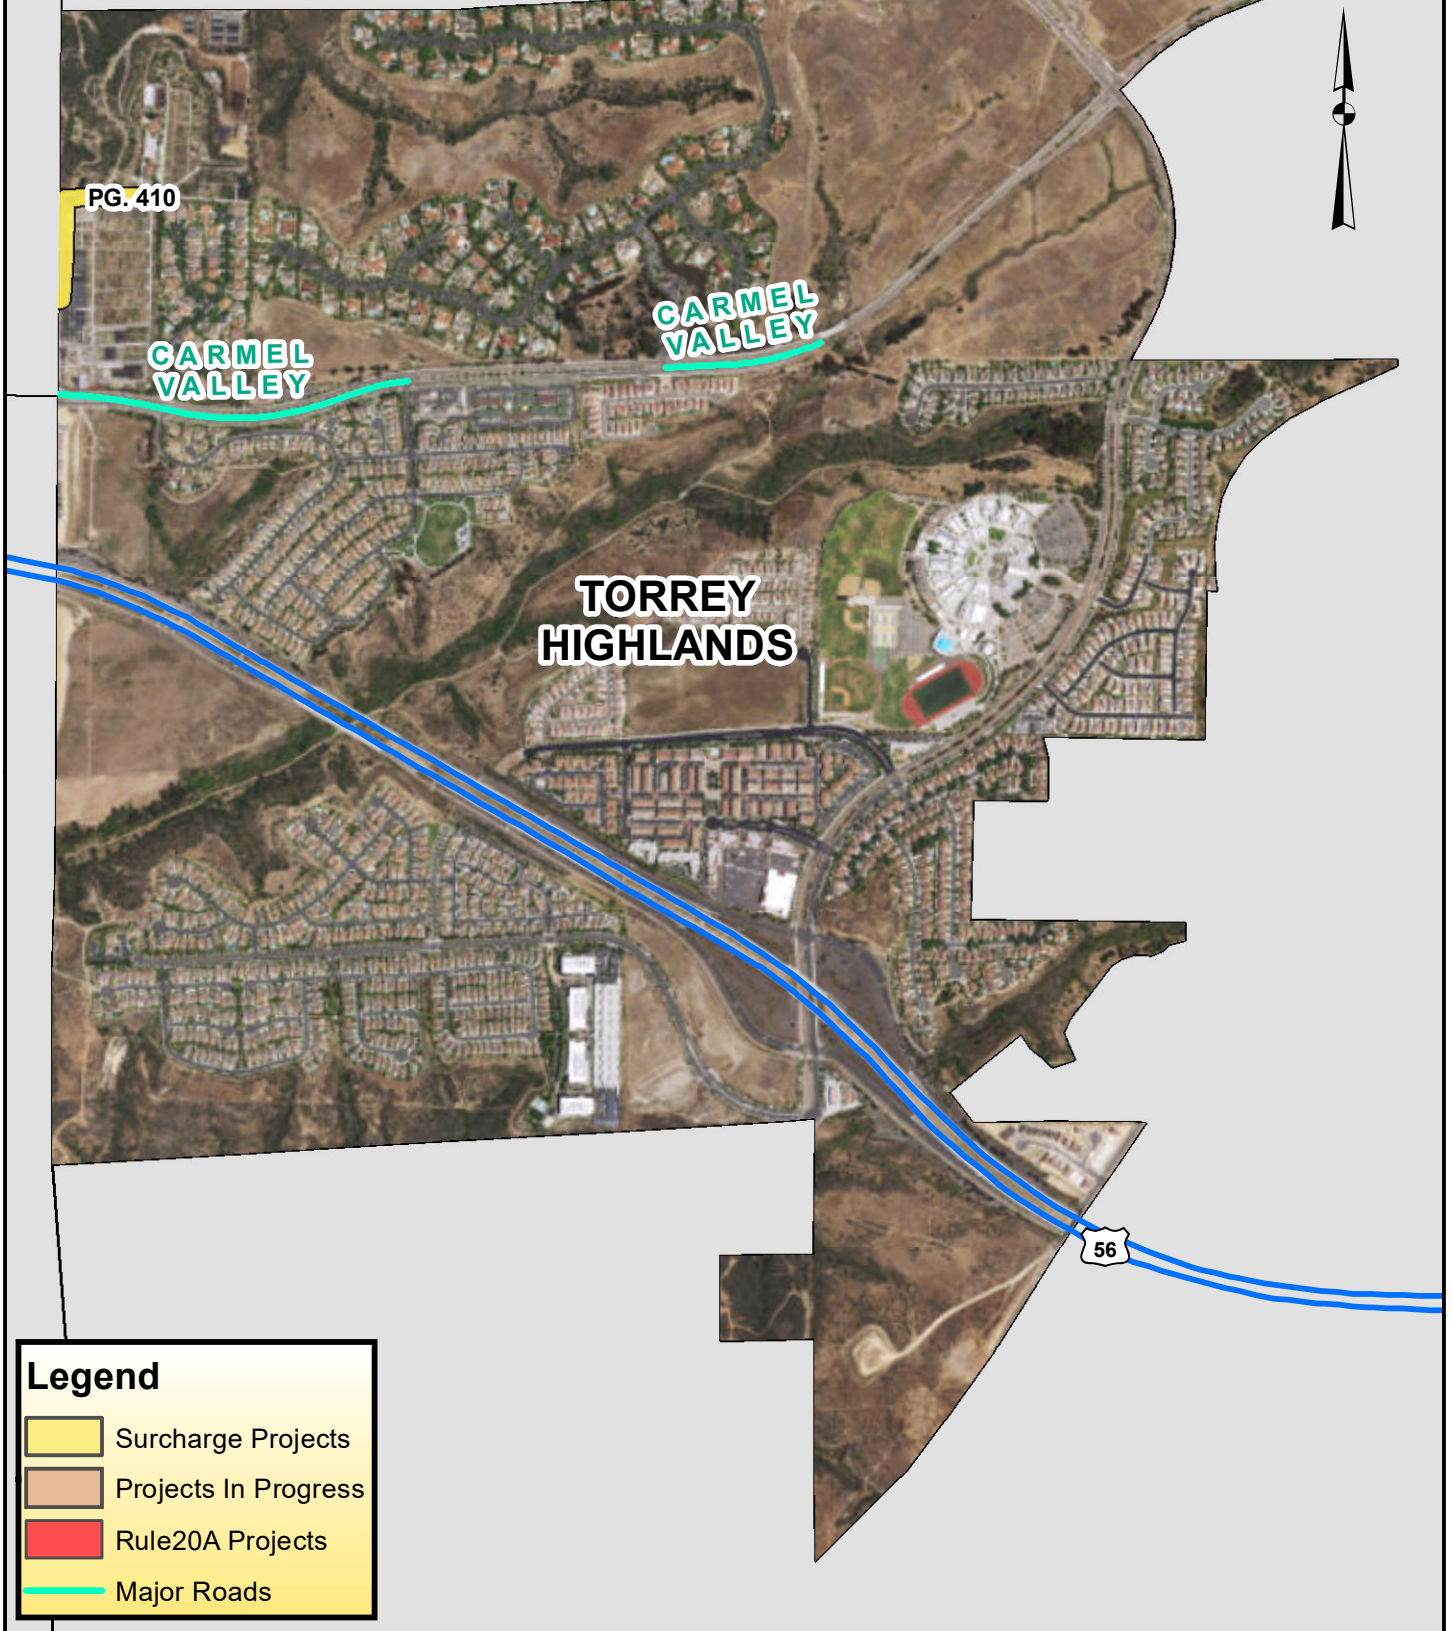 PG. 410
CARMEL
VALLEY
CARMEL
VALLEY
TORREY
HIGHLANDS
56
Legend
Surcharge Projects
Projects In Progress
Rule20A Projects
Major Roads